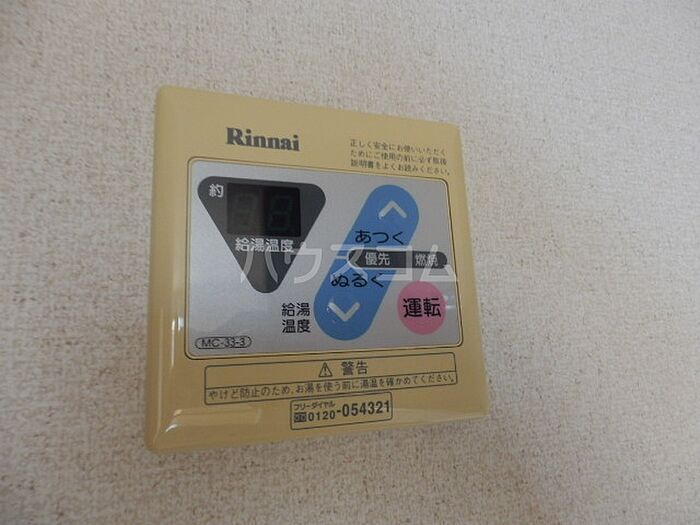 Rinnai
正しく安全にお使いいただく
ためにご使用の前に必ず取扱
説明書をよくお読みください。
約
給湯温度
あつく
優先 燃焼
ぬるく
給湯
温度
運転
ハウスコム
MC-33-3
⚠ 警告
やけど防止のため、お湯を使う前に湯温を確かめてください。
フリーダイヤル
0120-054321